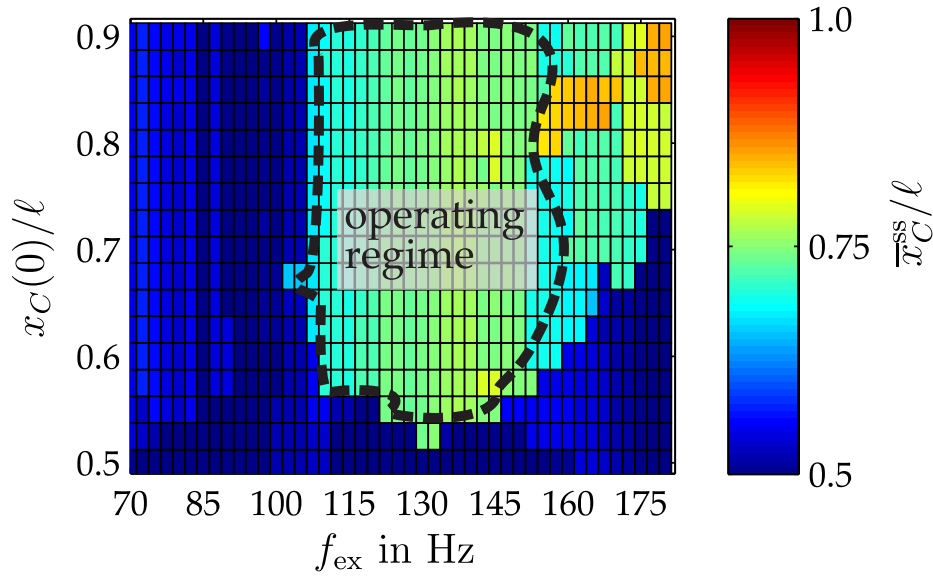 0.9
0.8
0.7
0.6
0.5
x_C(0)/ℓ
operating
regime
70 85 100 115 130 145 160 175
f_ex in Hz
1.0
0.75
0.5
x̅_C^ss/ℓ